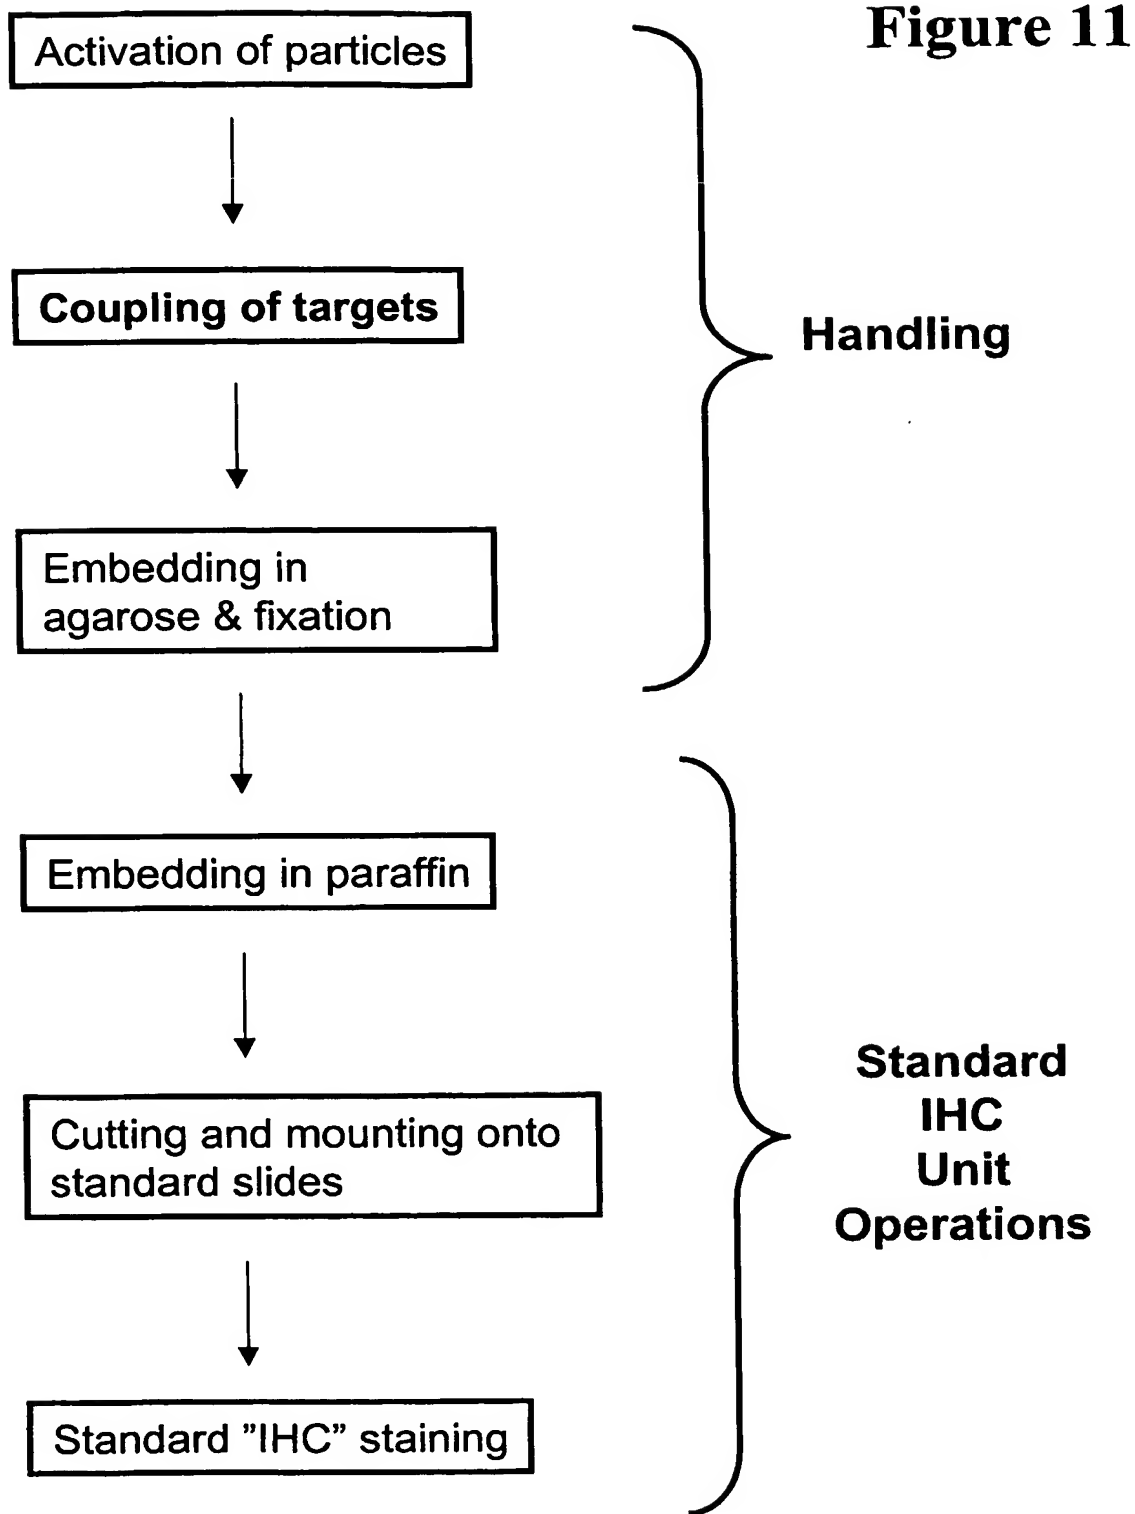 Figure 11
Activation of particles
Coupling of targets
Handling
Embedding in
agarose & fixation
Embedding in paraffin
Cutting and mounting onto
standard slides
Standard
IHC
Unit
Operations
Standard ”IHC” staining